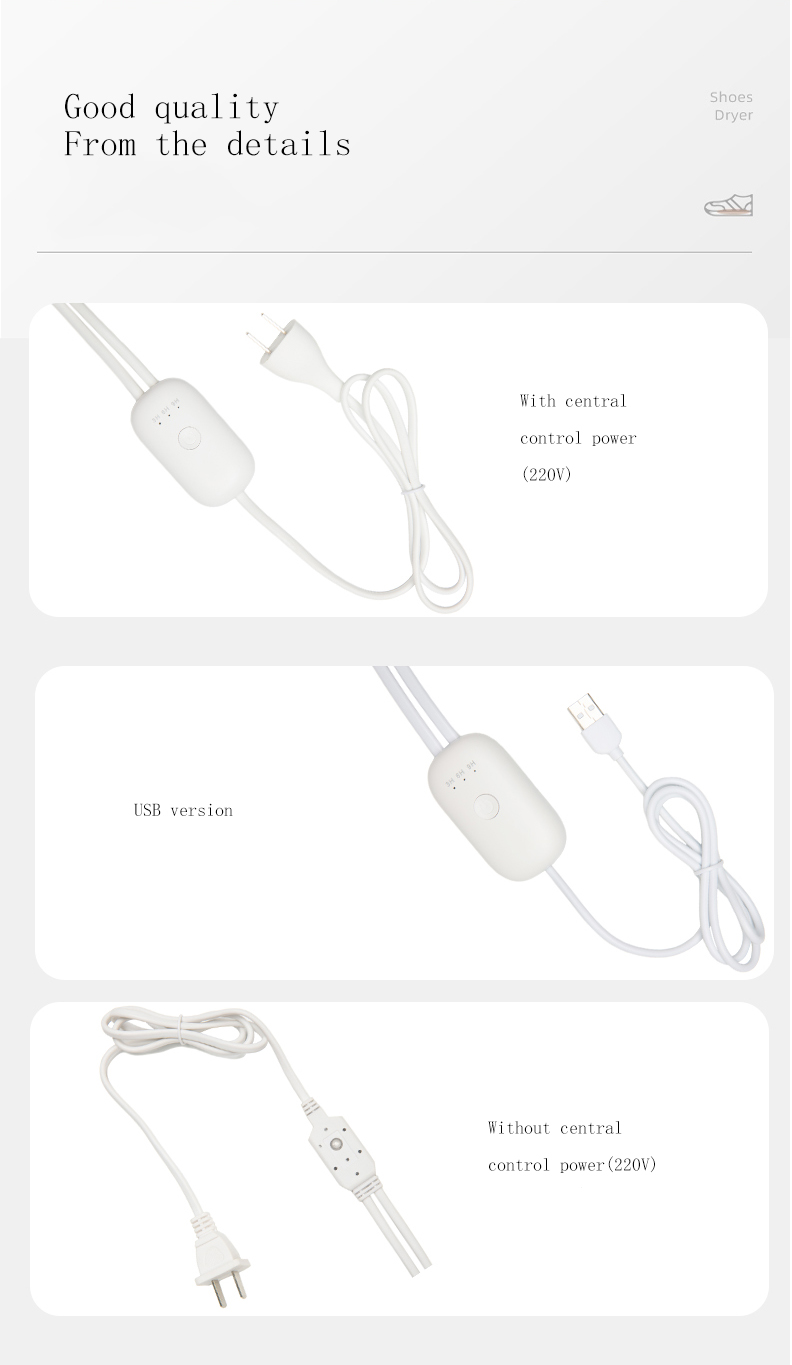 Good quality
From the details
Shoes
Dryer
With central
control power
(220V)
USB version
Without central
control power(220V)